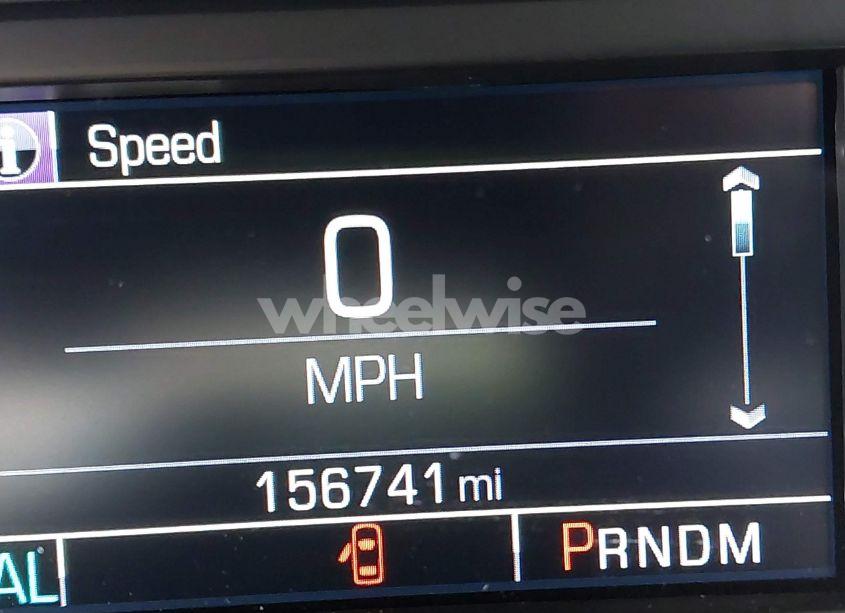 i Speed
0
wheelwise
MPH
156741 mi
AL PRNDM